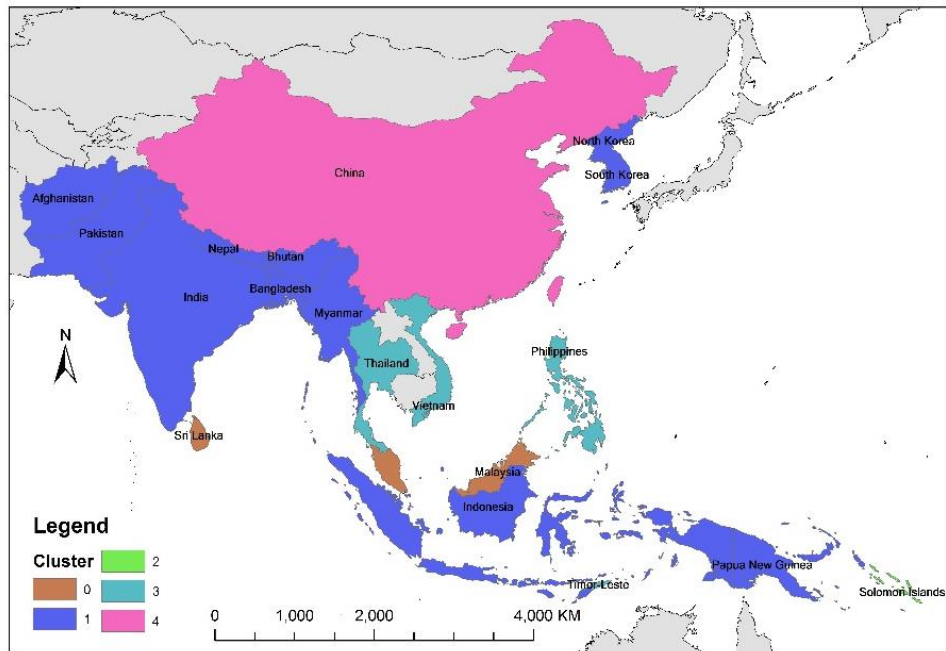 North Korea
South Korea
China
Afghanistan
Pakistan
Nepal
Bhutan
India
Bangladesh
Myanmar
N
Thailand
Philippines
Vietnam
Sri Lanka
Malaysia
Indonesia
Papua New Guinea
Timor-Leste
Solomon Islands
Legend
Cluster
2
0
3
1
4
0 1,000 2,000 4,000 KM